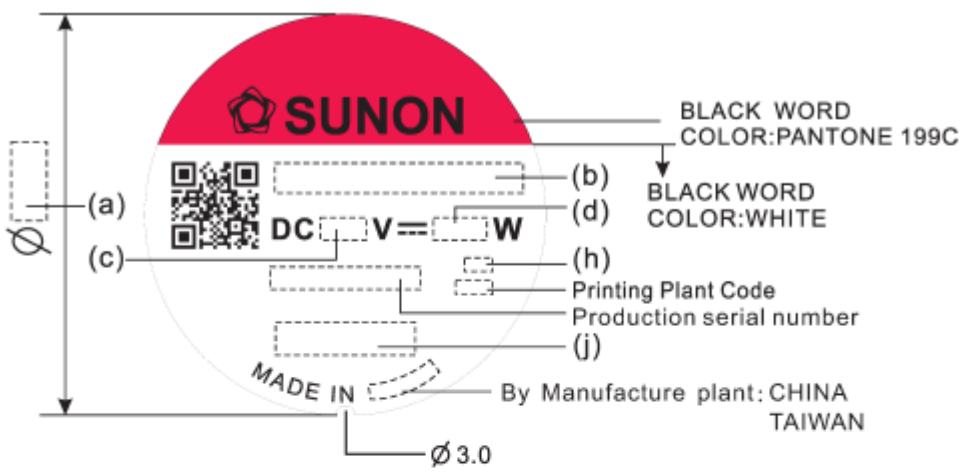 SUNON
BLACK WORD
COLOR:PANTONE 199C
(b)
BLACK WORD
COLOR:WHITE
(a)
Ø
(d)
DC V W
(c)
(h)
Printing Plant Code
Production serial number
(j)
MADE IN
By Manufacture plant: CHINA
TAIWAN
Ø 3.0